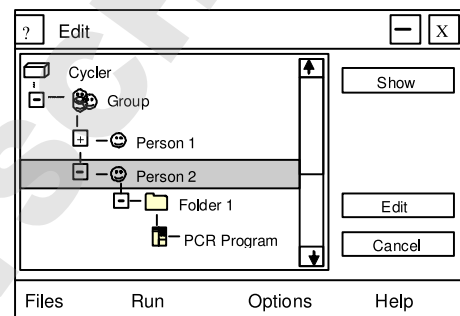 ? Edit X
Cycler
Show
Group
Person 1
Person 2
Folder 1
Edit
PCR Program
Cancel
Files Run Options Help